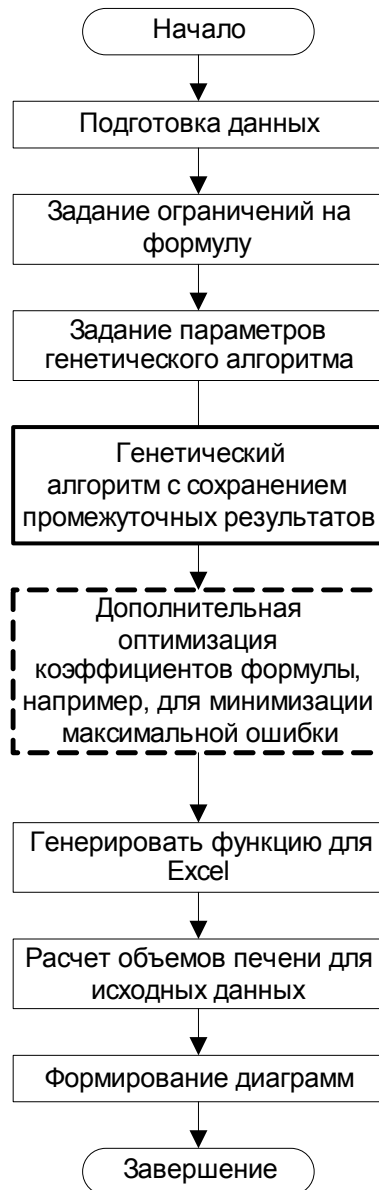 Начало
Подготовка данных
Задание ограничений на
формулу
Задание параметров
генетического алгоритма
Генетический
алгоритм с сохранением
промежуточных результатов
Дополнительная
оптимизация
коэффициентов формулы,
например, для минимизации
максимальной ошибки
Генерировать функцию для
Excel
Расчет объемов печени для
исходных данных
Формирование диаграмм
Завершение